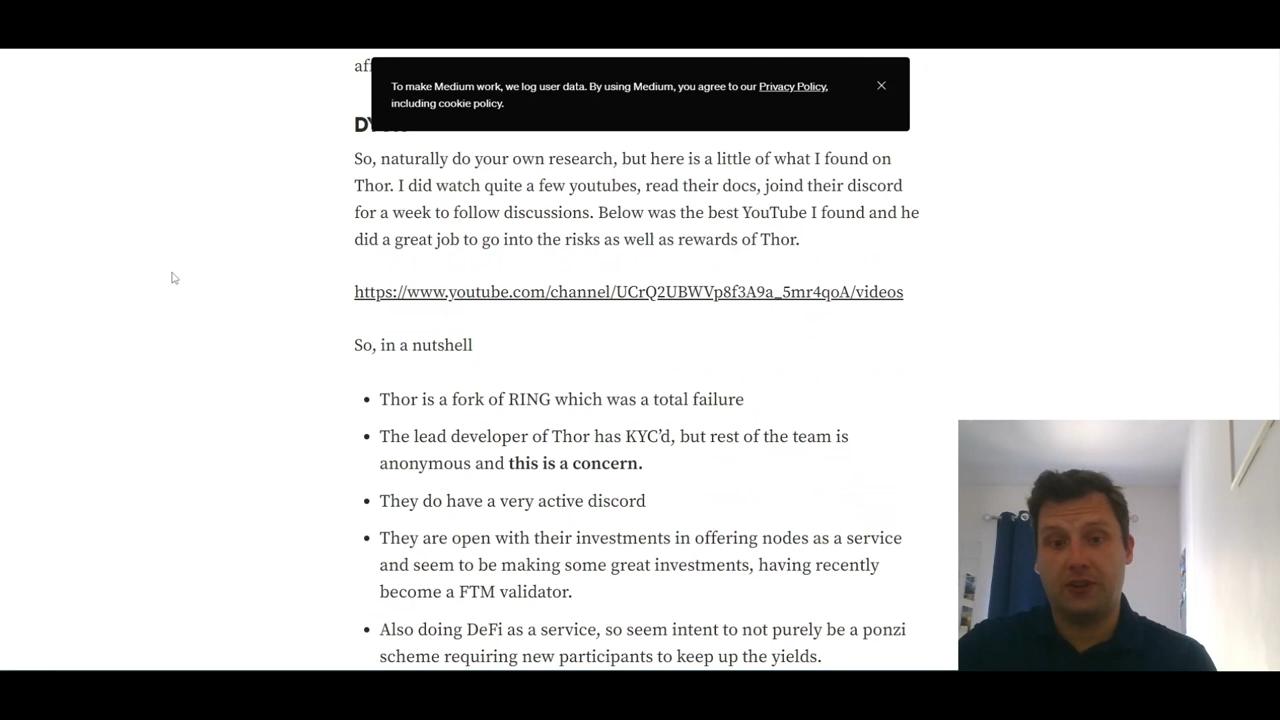 To make Medium work, we log user data. By using Medium, you agree to our Privacy Policy,
including cookie policy.
So, naturally do your own research, but here is a little of what I found on
Thor. I did watch quite a few youtubes, read their docs, joind their discord
for a week to follow discussions. Below was the best YouTube I found and he
did a great job to go into the risks as well as rewards of Thor.
https://www.youtube.com/channel/UCrQ2UBWVp8f3A9a_5mr4qoA/videos
So, in a nutshell
• Thor is a fork of RING which was a total failure
• The lead developer of Thor has KYC’d, but rest of the team is
anonymous and this is a concern.
• They do have a very active discord
• They are open with their investments in offering nodes as a service
and seem to be making some great investments, having recently
become a FTM validator.
• Also doing DeFi as a service, so seem intent to not purely be a ponzi
scheme requiring new participants to keep up the yields.